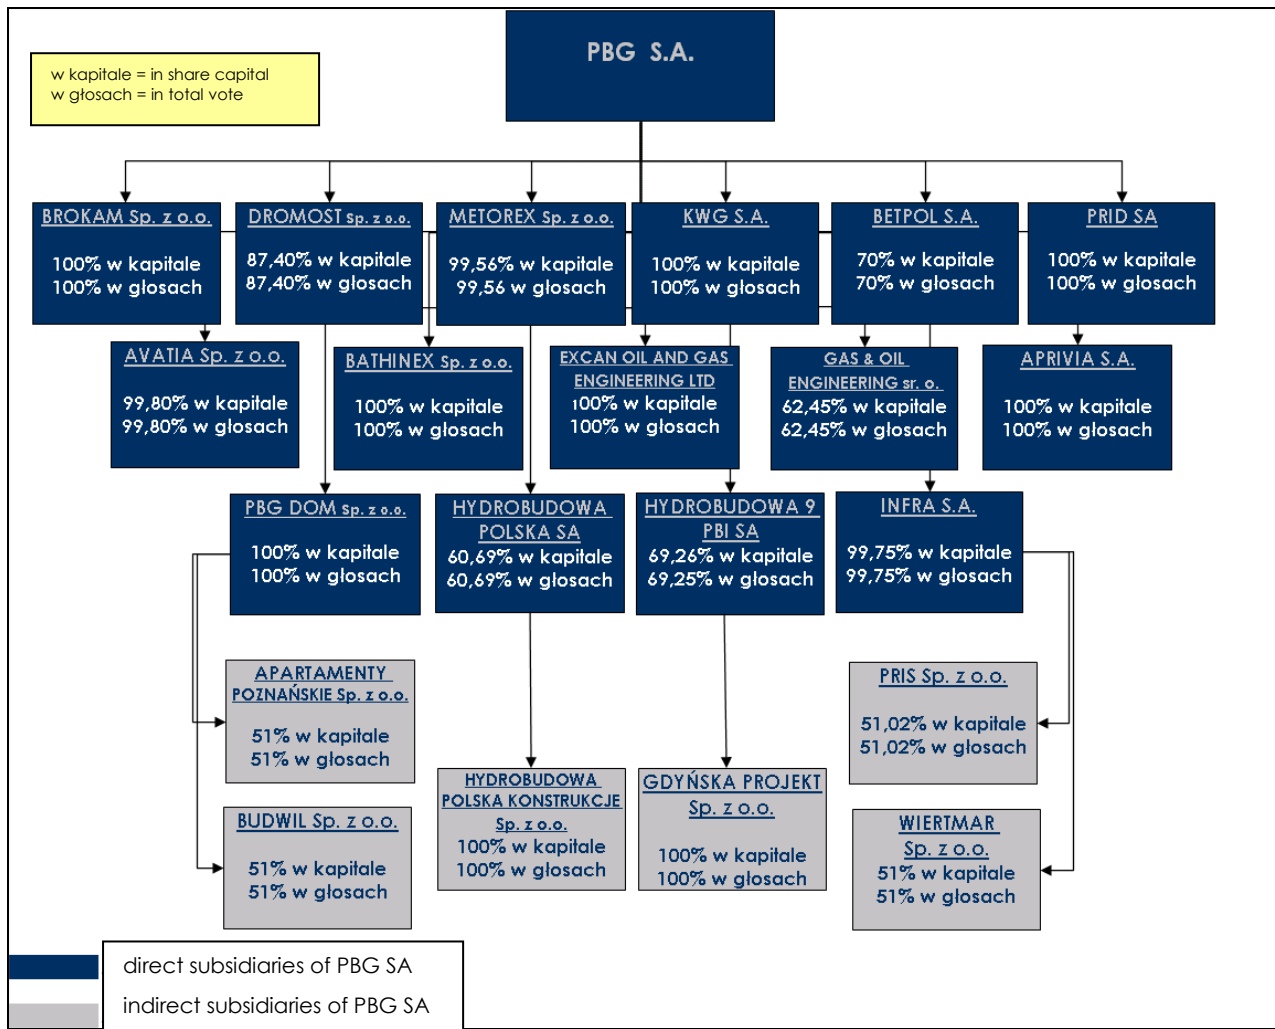 PBG S.A.
w kapitale = in share capital
w głosach = in total vote
BROKAM Sp. z o.o.
100% w kapitale
100% w głosach
DROMOST Sp. z o.o.
87,40% w kapitale
87,40% w głosach
METOREX Sp. z o.o.
99,56% w kapitale
99,56 w głosach
KWG S.A.
100% w kapitale
100% w głosach
BETPOL S.A.
70% w kapitale
70% w głosach
PRID SA
100% w kapitale
100% w głosach
AVATIA Sp. z o.o.
99,80% w kapitale
99,80% w głosach
BATHINEX Sp. z o.o.
100% w kapitale
100% w głosach
EXCAN OIL AND GAS
ENGINEERING LTD
100% w kapitale
100% w głosach
GAS & OIL
ENGINEERING sr. o.
62,45% w kapitale
62,45% w głosach
APRIVIA S.A.
100% w kapitale
100% w głosach
PBG DOM Sp. z o.o.
100% w kapitale
100% w głosach
HYDROBUDOWA
POLSKA SA
60,69% w kapitale
60,69% w głosach
HYDROBUDOWA 9
PBI SA
69,26% w kapitale
69,25% w głosach
INFRA S.A.
99,75% w kapitale
99,75% w głosach
APARTAMENTY
POZNAŃSKIE Sp. z o.o.
51% w kapitale
51% w głosach
PRIS Sp. z o.o.
51,02% w kapitale
51,02% w głosach
BUDWIL Sp. z o.o.
51% w kapitale
51% w głosach
HYDROBUDOWA
POLSKA KONSTRUKCJE
Sp. z o.o.
100% w kapitale
100% w głosach
GDYŃSKA PROJEKT
Sp. z o.o.
100% w kapitale
100% w głosach
WIERTMAR
Sp. z o.o.
51% w kapitale
51% w głosach
direct subsidiaries of PBG SA
indirect subsidiaries of PBG SA